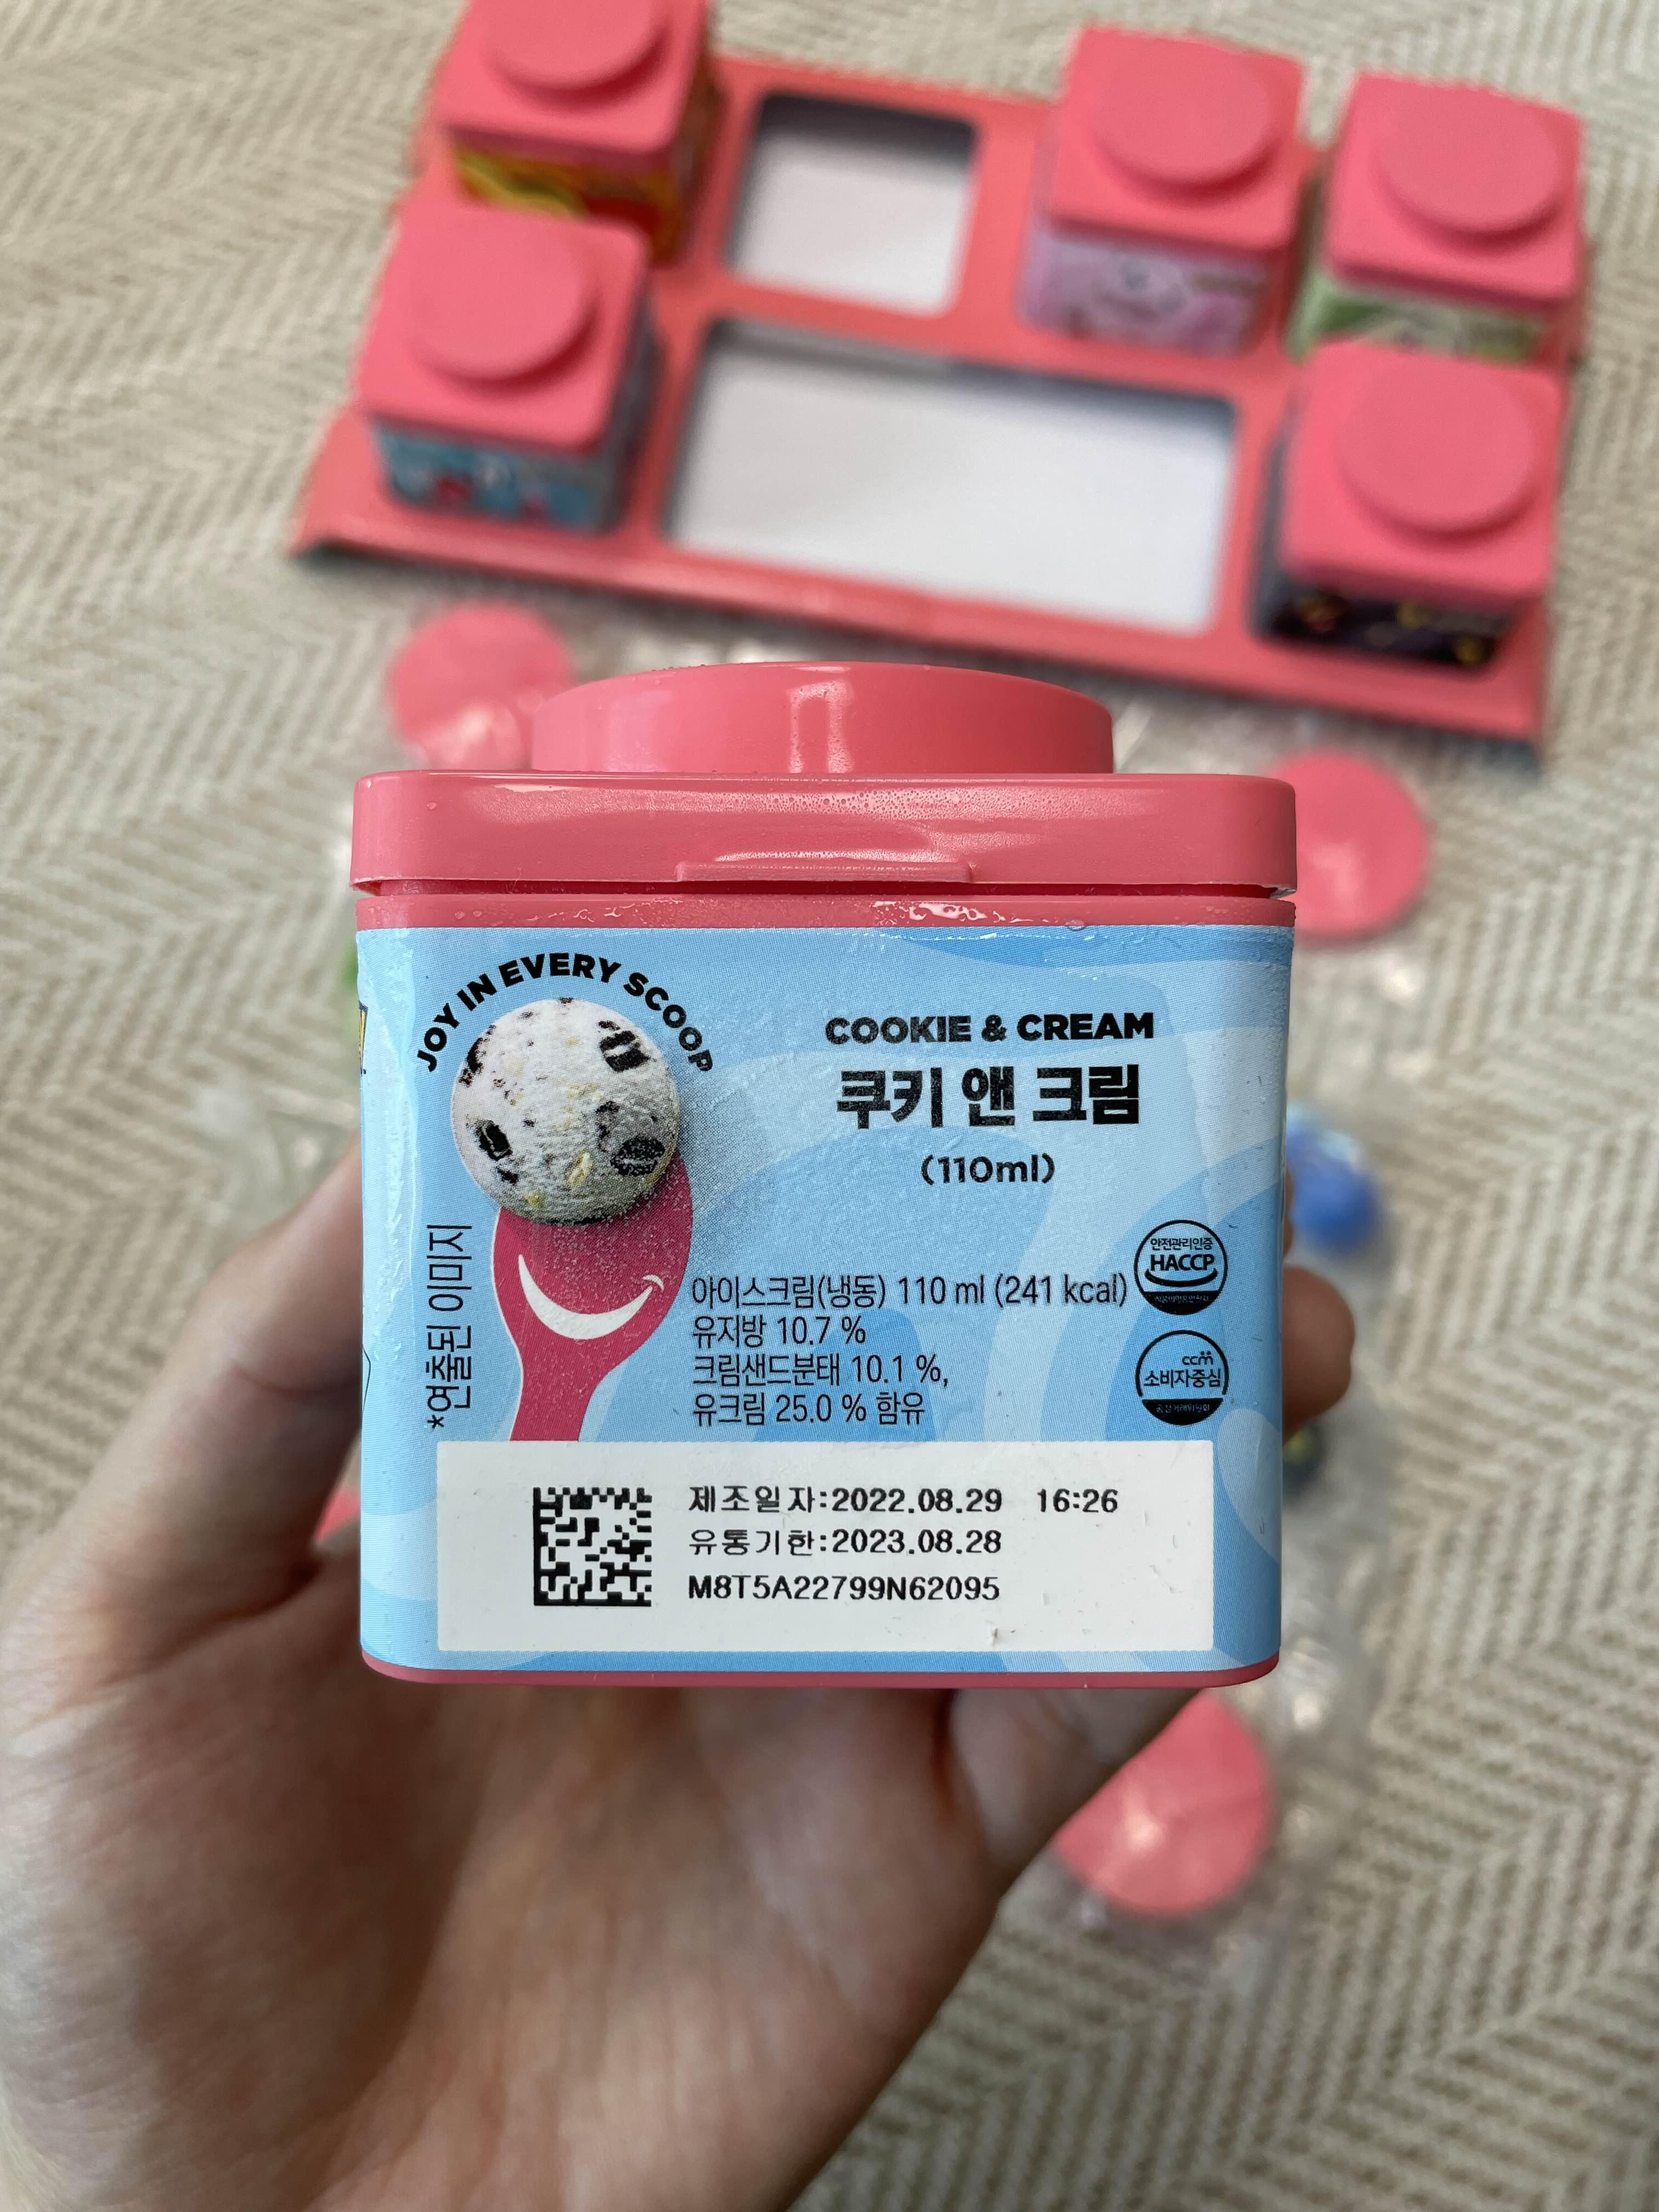 JOY IN EVERY SCOOP
COOKIE & CREAM
쿠키 앤 크림
(110ml)
*연출된 이미지
아이스크림(냉동) 110 ml (241 kcal)
유지방 10.7 %
크림샌드분태 10.1 %,
유크림 25.0 % 함유
안전관리인증
HACCP
ccm
소비자중심
제조일자:2022.08.29 16:26
유통기한:2023.08.28
M8T5A22799N62095